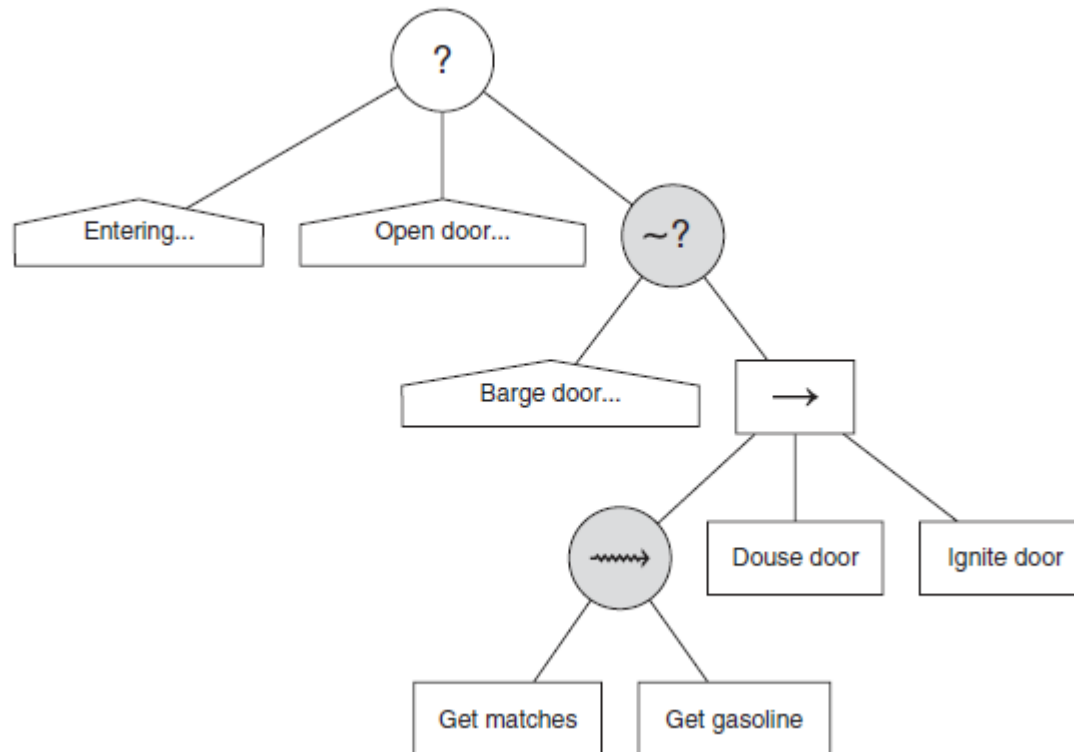 ?
Entering...
Open door...
~?
Barge door...
→
Douse door
Ignite door
Get matches
Get gasoline